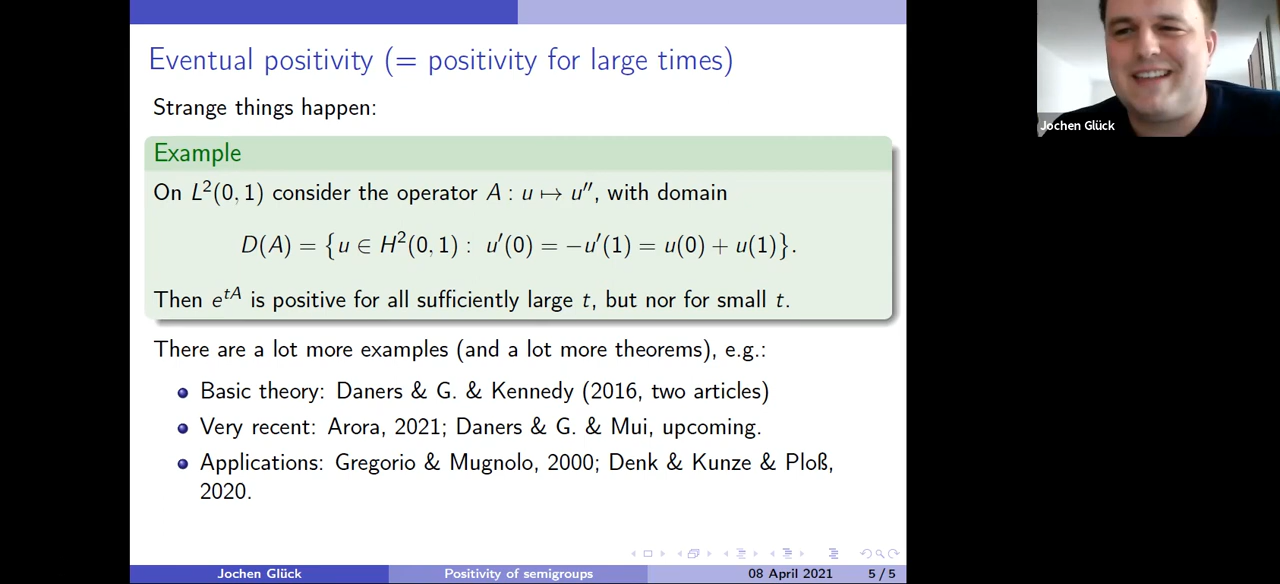 Eventual positivity (= positivity for large times)
Strange things happen:
Example
On L²(0, 1) consider the operator A : u ↦ u″, with domain
D(A) = {u ∈ H²(0, 1) : u′(0) = −u′(1) = u(0) + u(1)}.
Then eᵗᴬ is positive for all sufficiently large t, but nor for small t.
There are a lot more examples (and a lot more theorems), e.g.:
Basic theory: Daners & G. & Kennedy (2016, two articles)
Very recent: Arora, 2021; Daners & G. & Mui, upcoming.
Applications: Gregorio & Mugnolo, 2000; Denk & Kunze & Ploß,
2020.
Jochen Glück
Positivity of semigroups
08 April 2021
5 / 5
Jochen Glück